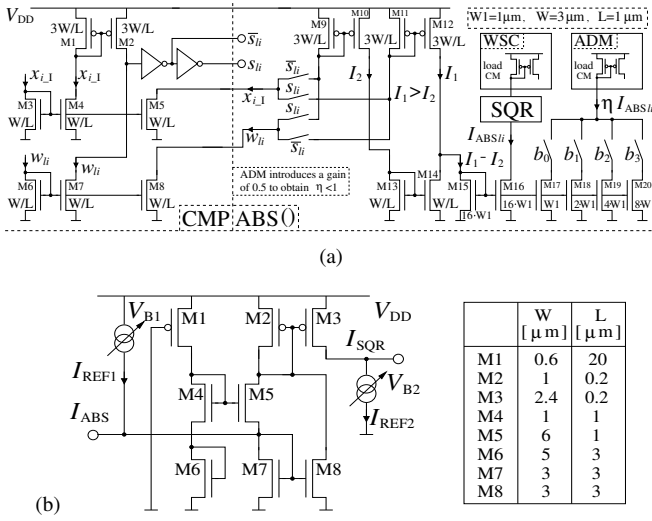 W1=1μm, W=3μm, L=1μm
V_DD
3W/L
M1
M2
3W/L
s̄_li
s_li
M9
3W/L
M10
M11
M12
3W/L
WSC
load
CM
ADM
load
CM
SQR
x_i_I
x_i_I
M3
M4
M5
W/L
W/L
W/L
s̄_li
s_li
s_li
s̄_li
x_i_I
w_li
I_2
I_1>I_2
I_1
I_ABSli
η I_ABSli
b_0
b_1
b_2
b_3
w_li
w_li
M6
M7
M8
W/L
W/L
W/L
ADM introduces a gain
of 0.5 to obtain η<1
CMP
ABS()
I_1 - I_2
M13
M14
M15
M16
M17
M18
M19
M20
W/L
W/L
16·W1
16·W1
W1
2W1
4W1
8·W1
(a)
V_B1
M1
M2
M3
V_DD
I_REF1
I_SQR
M4
M5
V_B2
I_ABS
I_REF2
M6
M7
M8
(b)
W [μm] L [μm]
M1 0.6 20
M2 1 0.2
M3 2.4 0.2
M4 1 1
M5 6 1
M6 5 3
M7 3 3
M8 3 3